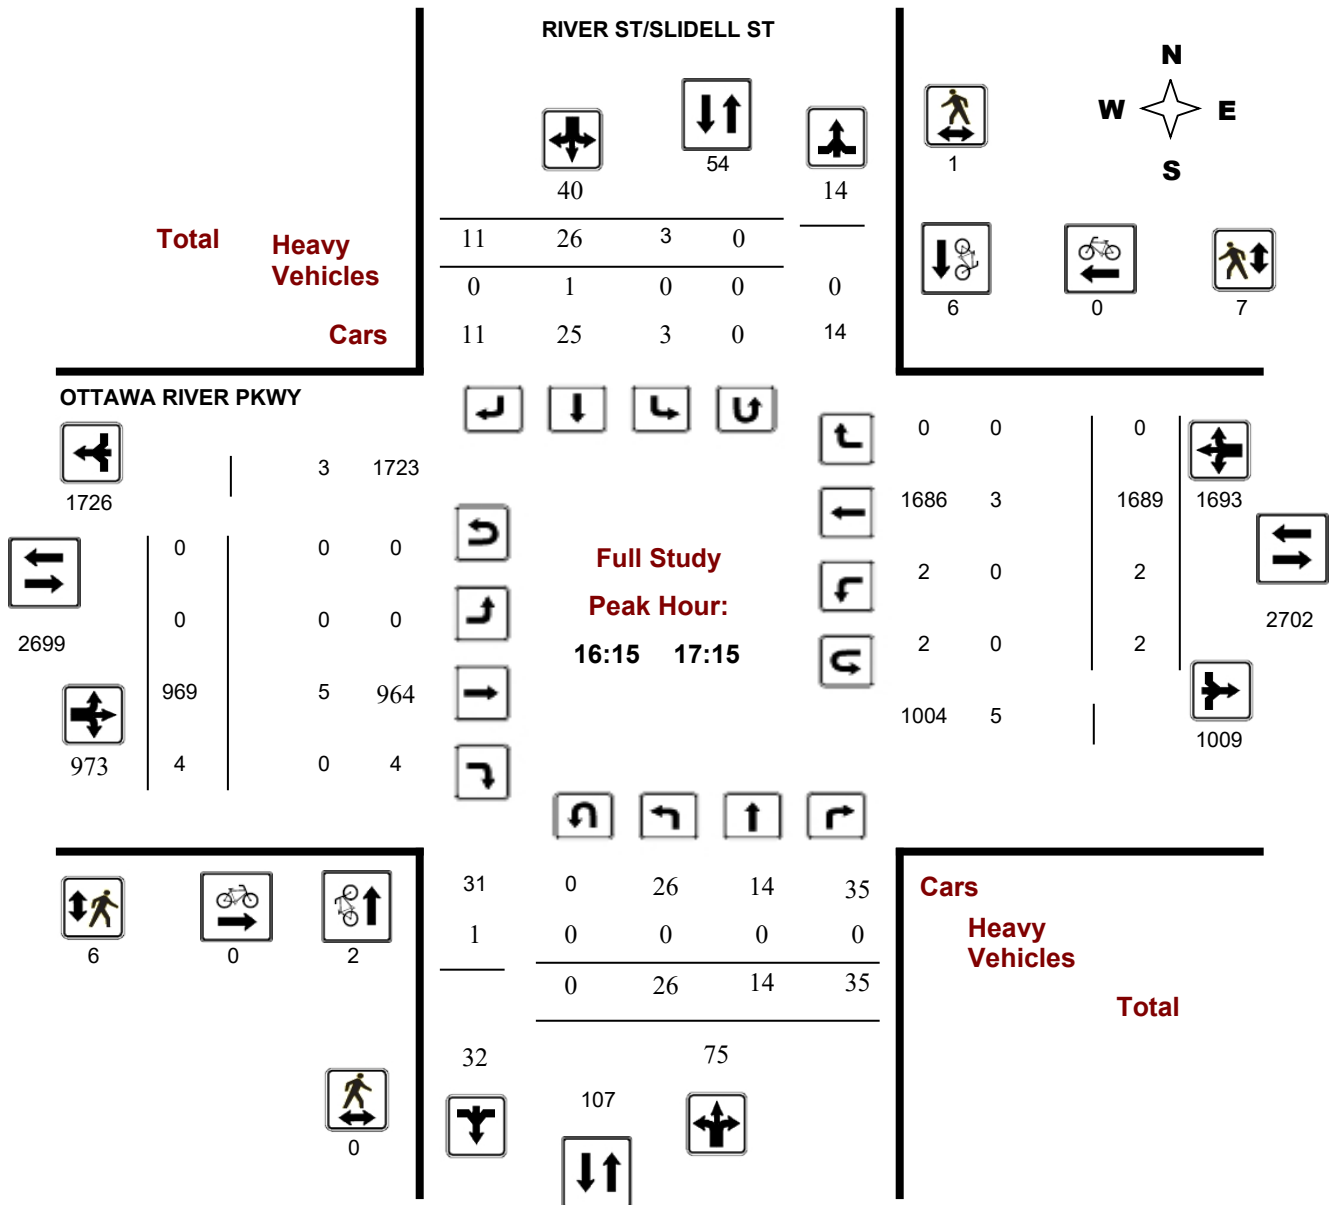 RIVER ST/SLIDELL ST
N
W E
S
54
1
40 14
Total Heavy
Vehicles
11 26 3 0
0 1 0 0 0
6 0 7
Cars 11 25 3 0 14
OTTAWA RIVER PKWY
0 0 0
3 1723
1726
1686 3 1689 1693
0 0 0
Full Study
2 0 2
Peak Hour:
0 0 0
2702
2699
2 0 2
16:15 17:15
969 5 964
1004 5
1009
973 4 0 4
31 0 26 14 35
Cars
1 0 0 0 0
Heavy
Vehicles
6 0 2
0 26 14 35
Total
32 75
107
0